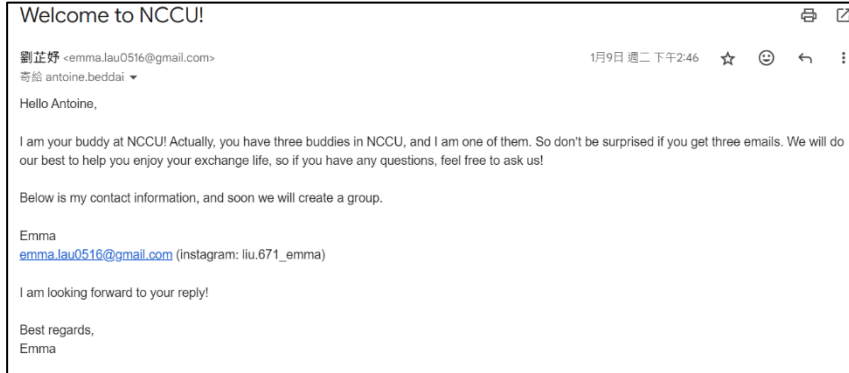 Welcome to NCCU!
劉芷妤 <emma.lau0516@gmail.com>
1月9日 週二 下午2:46
寄給 antoine.beddai
Hello Antoine,
I am your buddy at NCCU! Actually, you have three buddies in NCCU, and I am one of them. So don't be surprised if you get three emails. We will do
our best to help you enjoy your exchange life, so if you have any questions, feel free to ask us!
Below is my contact information, and soon we will create a group.
Emma
emma.lau0516@gmail.com (instagram: liu.671_emma)
I am looking forward to your reply!
Best regards,
Emma